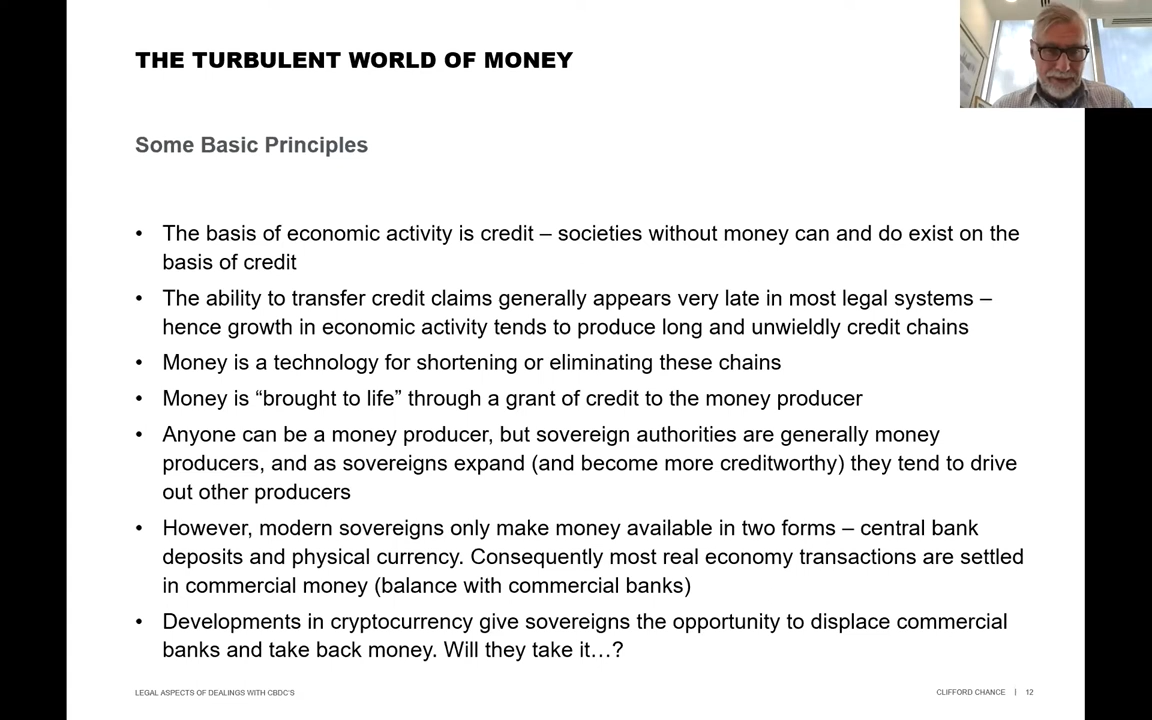 THE TURBULENT WORLD OF MONEY
Some Basic Principles
• The basis of economic activity is credit – societies without money can and do exist on the
basis of credit
• The ability to transfer credit claims generally appears very late in most legal systems –
hence growth in economic activity tends to produce long and unwieldly credit chains
• Money is a technology for shortening or eliminating these chains
• Money is “brought to life” through a grant of credit to the money producer
• Anyone can be a money producer, but sovereign authorities are generally money
producers, and as sovereigns expand (and become more creditworthy) they tend to drive
out other producers
• However, modern sovereigns only make money available in two forms – central bank
deposits and physical currency. Consequently most real economy transactions are settled
in commercial money (balance with commercial banks)
• Developments in cryptocurrency give sovereigns the opportunity to displace commercial
banks and take back money. Will they take it…?
LEGAL ASPECTS OF DEALINGS WITH CBDC'S
CLIFFORD CHANCE | 12